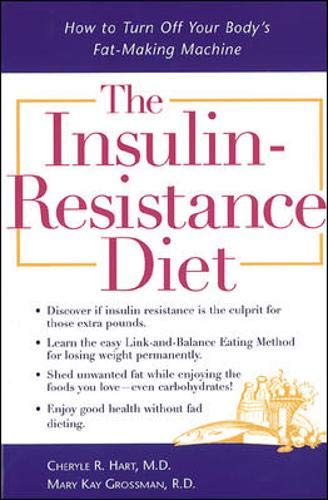 How to Turn Off Your Body's
Fat-Making Machine
The
Insulin-
Resistance
Diet
• Discover if insulin resistance is the culprit for
those extra pounds.
• Learn the easy Link-and-Balance Eating Method
for losing weight permanently.
• Shed unwanted fat while enjoying the
foods you love—even carbohydrates!
• Enjoy good health without fad
dieting.
Cheryle R. Hart, M.D.
Mary Kay Grossman, R.D.